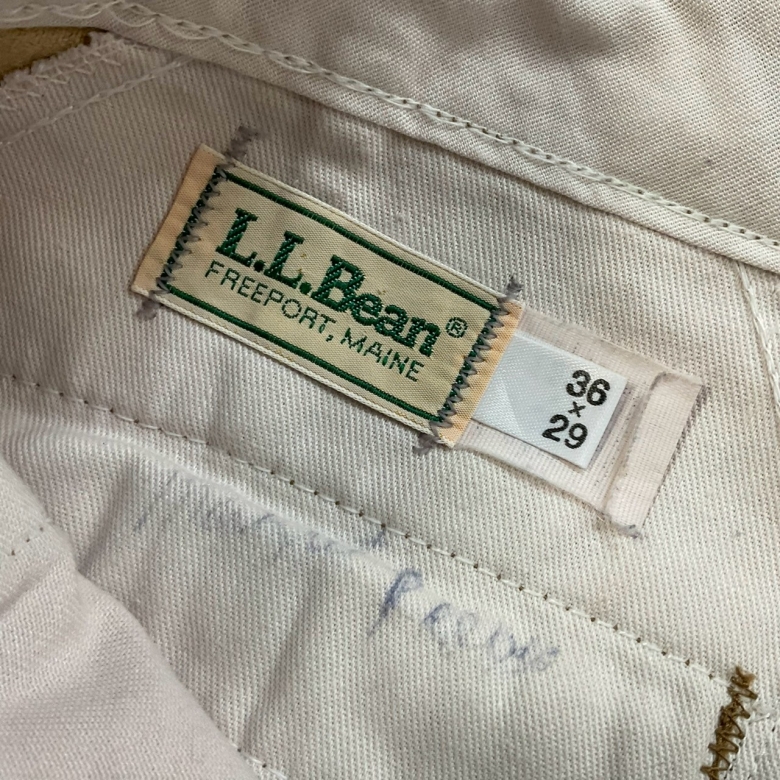 L.L.Bean®
FREEPORT, MAINE
36
x
29